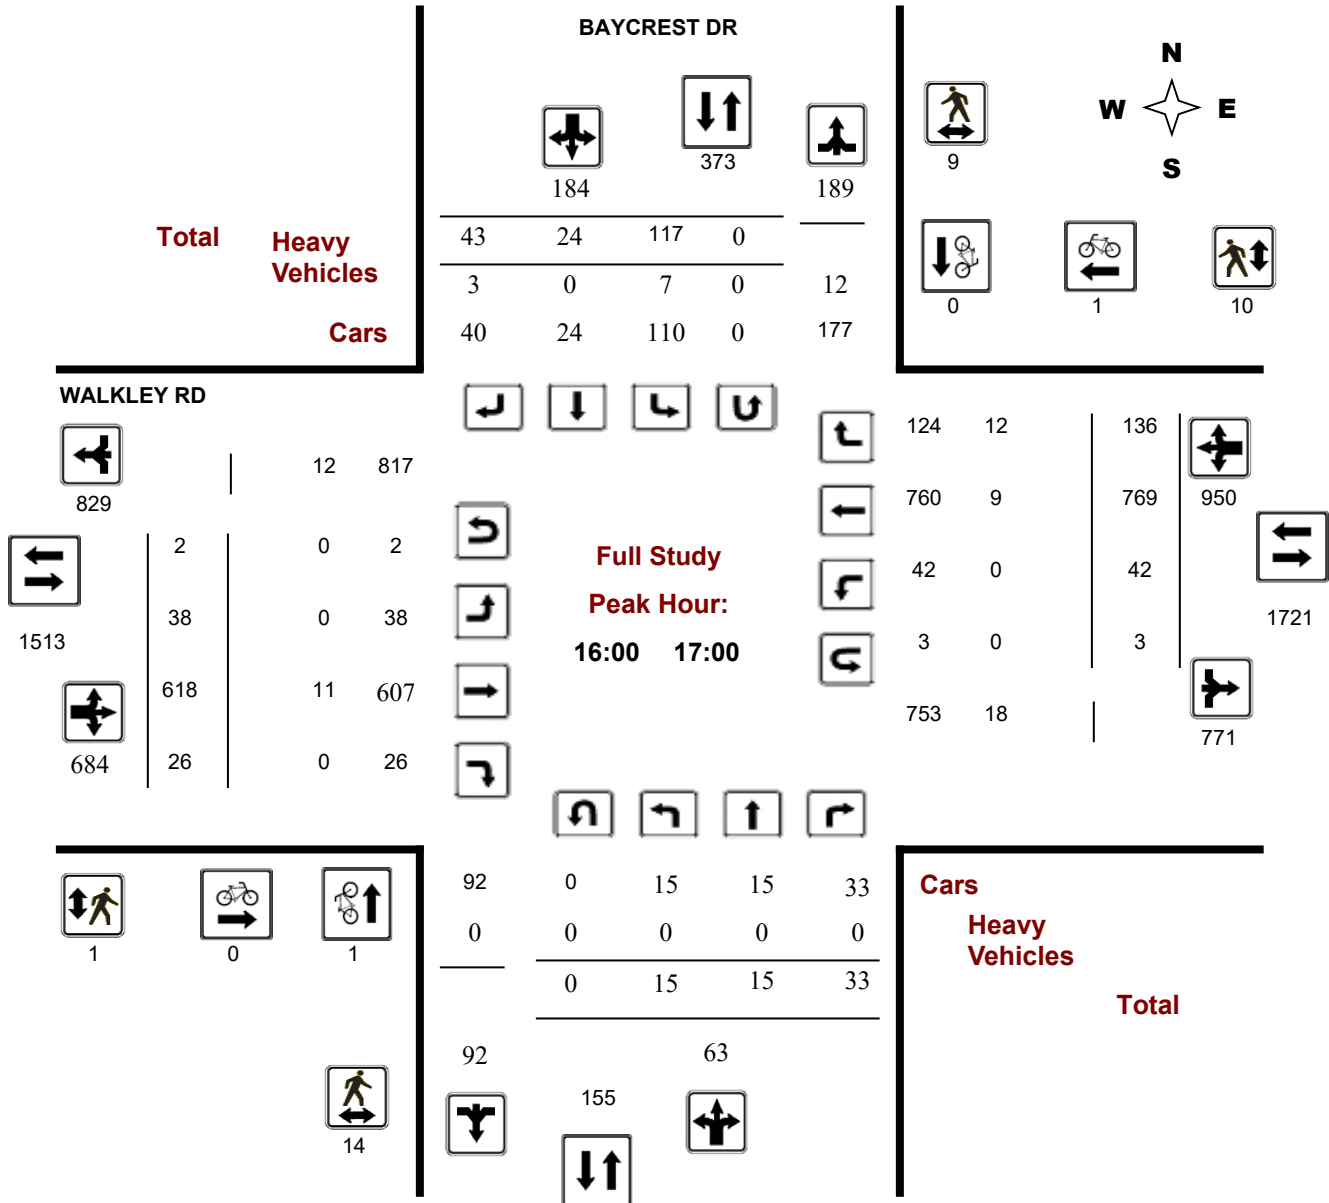 BAYCREST DR
N
W E
S
184
373
189
9
Total
Heavy
Vehicles
Cars
43 24 117 0
3 0 7 0 12
40 24 110 0 177
0 1 10
WALKLEY RD
829
12 817
2 0 2
38 0 38
1513
618 11 607
684
26 0 26
Full Study
Peak Hour:
16:00 17:00
124 12 136
760 9 769 950
42 0 42
3 0 3
1721
753 18
771
92 0 15 15 33
0 0 0 0 0
0 15 15 33
Cars
Heavy
Vehicles
Total
1 0 1
92 63
155
14